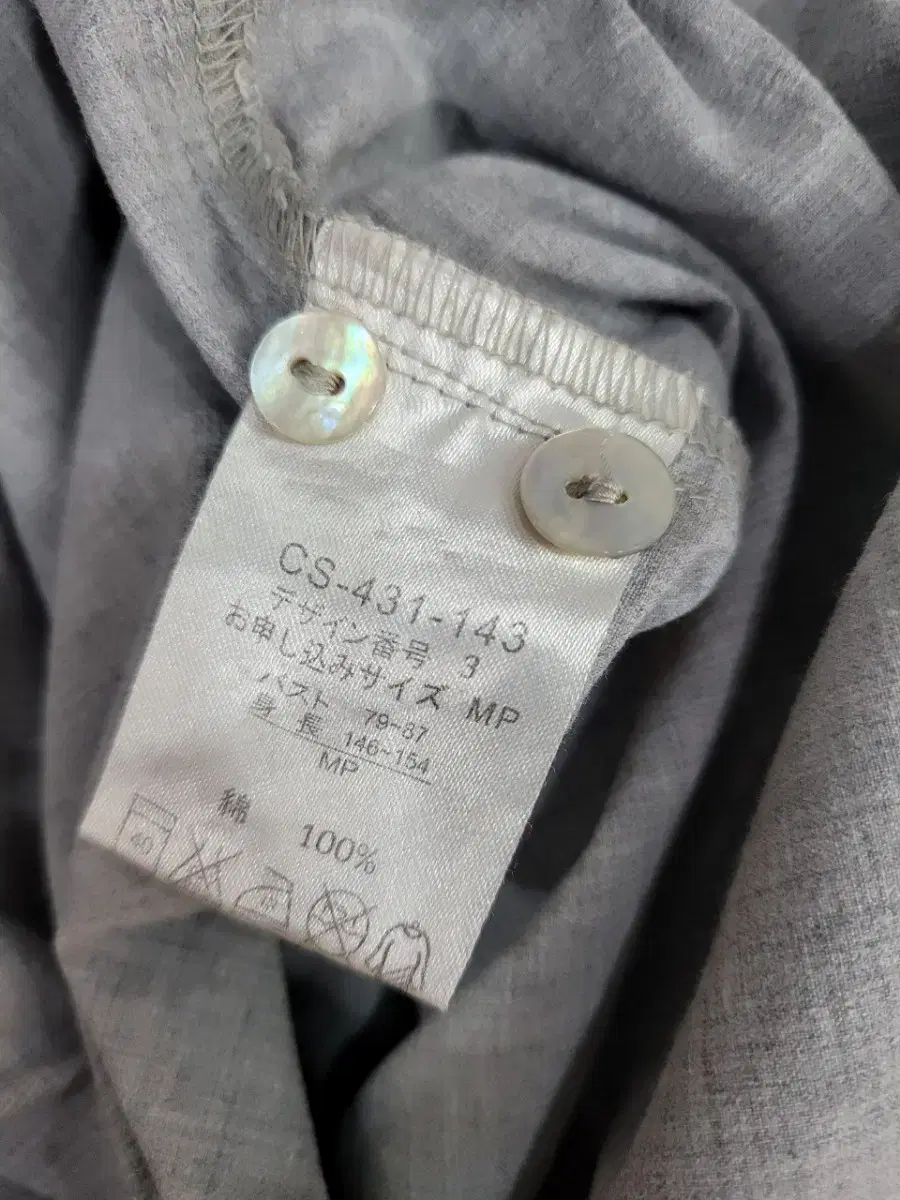 CS-431-143
デザイン番号 3
お申し込みサイズ MP
バスト 79~87
身長 146~154
MP
綿 100%
40